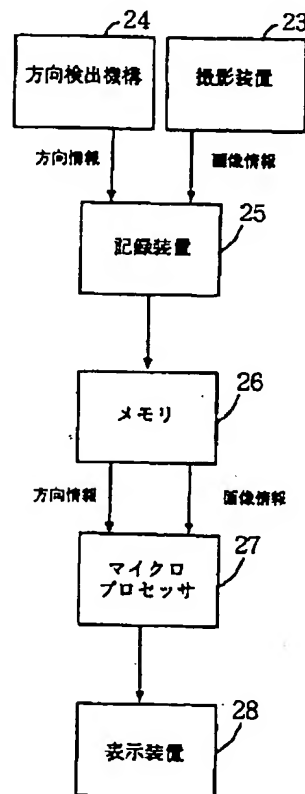 24
23
方向検出機構
撮影装置
方向情報
画像情報
25
記録装置
26
メモリ
方向情報
画像情報
27
マイクロ
プロセッサ
28
表示装置